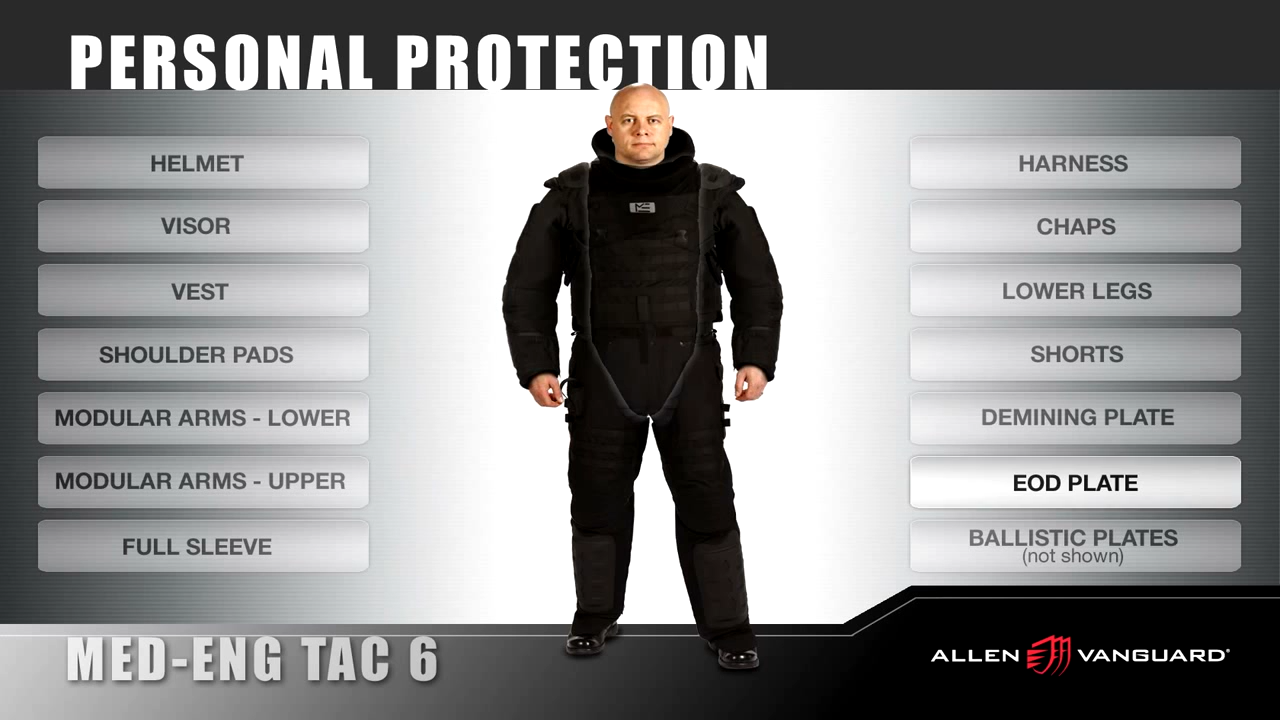 PERSONAL PROTECTION
HELMET
VISOR
VEST
SHOULDER PADS
MODULAR ARMS - LOWER
MODULAR ARMS - UPPER
FULL SLEEVE
HARNESS
CHAPS
LOWER LEGS
SHORTS
DEMINING PLATE
EOD PLATE
BALLISTIC PLATES
(not shown)
MED-ENG TAC 6
ALLEN VANGUARD